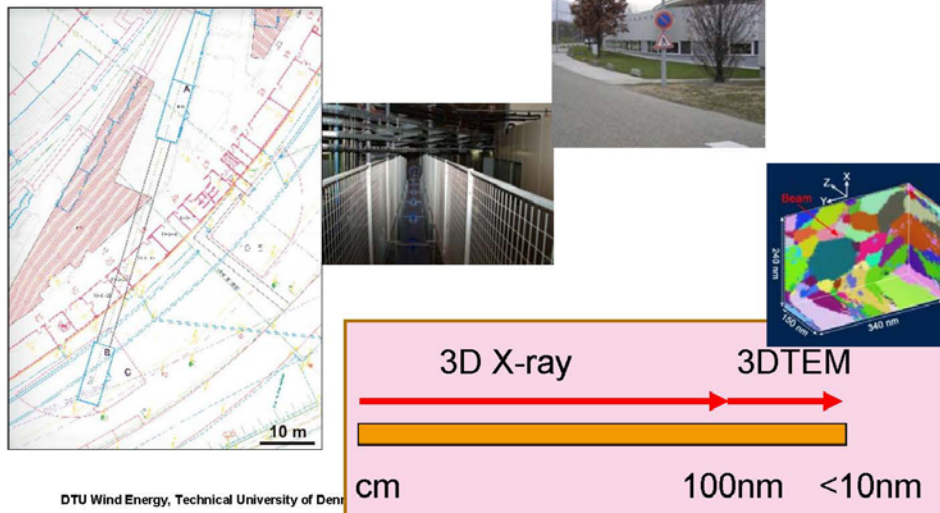 A
B
C
10 m
X
Z
Y
Beam
240 nm
150 nm
340 nm
3D X-ray
3DTEM
cm
100nm
<10nm
DTU Wind Energy, Technical University of Den